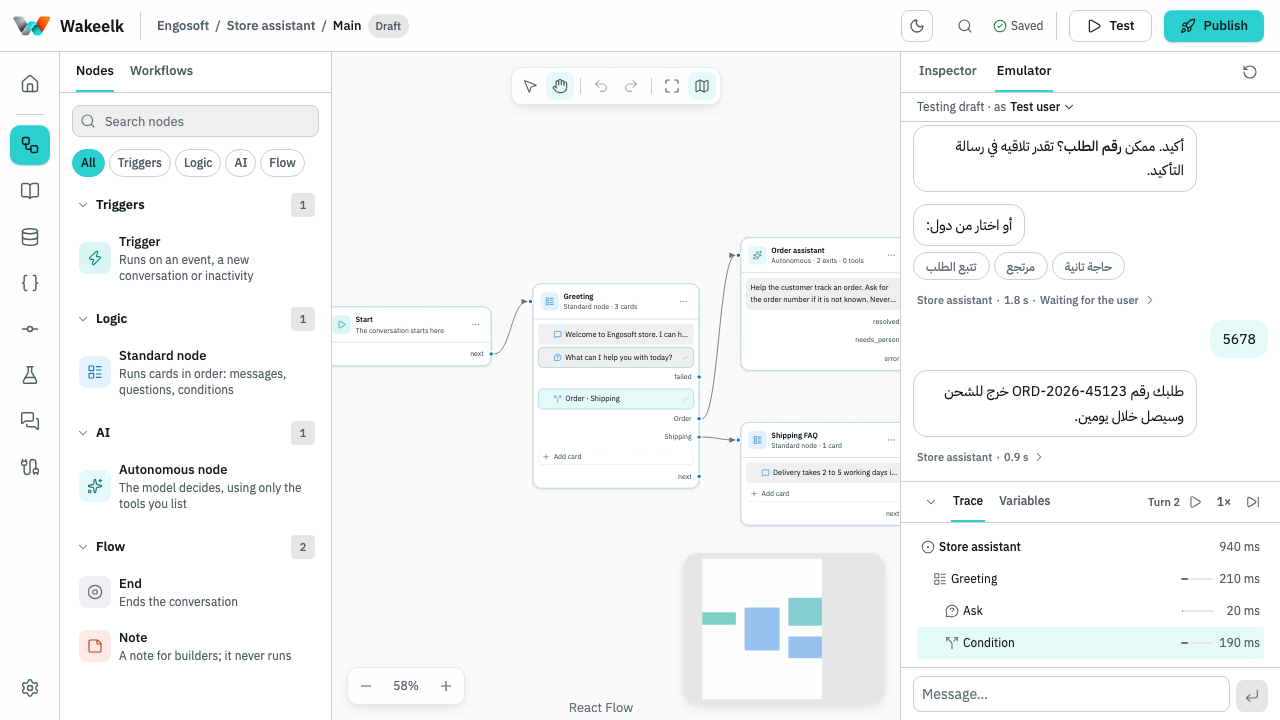 Wakeelk
Engosoft / Store assistant / Main
Draft
Saved
Test
Publish
Nodes
Workflows
Search nodes
All
Triggers
Logic
AI
Flow
Triggers
1
Trigger
Runs on an event, a new
conversation or inactivity
Logic
1
Standard node
Runs cards in order: messages,
questions, conditions
AI
1
Autonomous node
The model decides, using only the
tools you list
Flow
2
End
Ends the conversation
Note
A note for builders; it never runs
Start
The conversation starts here
next
Greeting
Standard node · 3 cards
Welcome to Engosoft store. I can h...
What can I help you with today?
failed
Order · Shipping
Order
Shipping
+ Add card
next
Order assistant
Autonomous · 2 exits · 0 tools
Help the customer track an order. Ask for
the order number if it is not known. Never...
resolved
needs_person
error
Shipping FAQ
Standard node · 1 card
Delivery takes 2 to 5 working days i...
+ Add card
next
58%
React Flow
Inspector
Emulator
Testing draft · as Test user
أكيد. ممكن رقم الطلب؟ تقدر تلاقيه في رسالة
التأكيد.
أو اختار من دول:
تتبع الطلب
مرتجع
حاجة تانية
Store assistant · 1.8 s · Waiting for the user
5678
طلبك رقم ORD-2026-45123 خرج للشحن
وسيصل خلال يومين.
Store assistant · 0.9 s
Trace
Variables
Turn 2
1×
Store assistant
940 ms
Greeting
210 ms
Ask
20 ms
Condition
190 ms
Message...